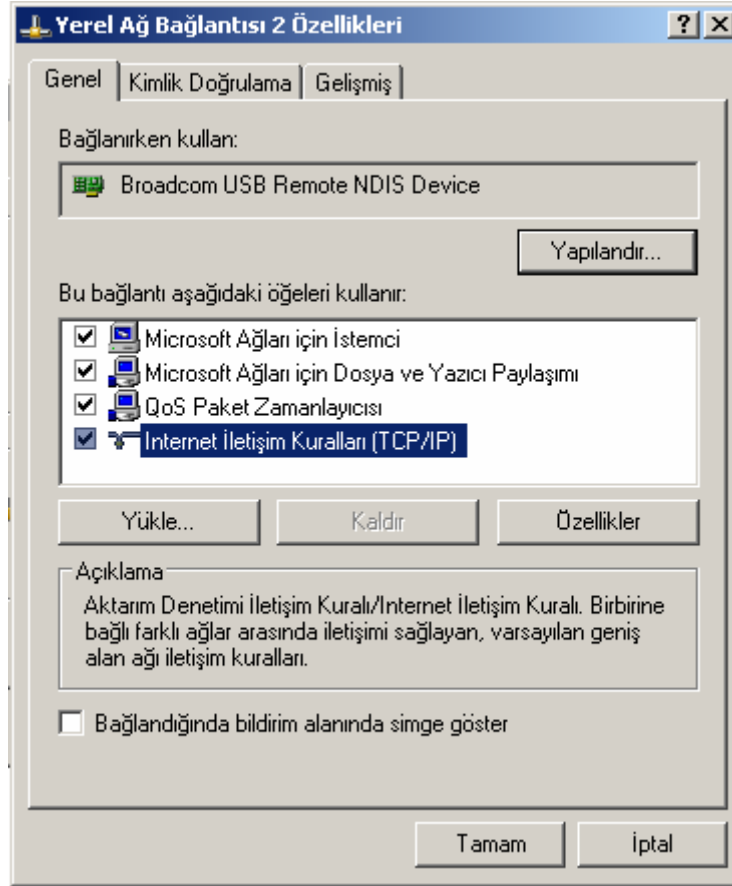 Yerel Ağ Bağlantısı 2 Özellikleri
Genel
Kimlik Doğrulama
Gelişmiş
Bağlanırken kullan:
Broadcom USB Remote NDIS Device
Yapılandır...
Bu bağlantı aşağıdaki öğeleri kullanır:
Microsoft Ağları için İstemci
Microsoft Ağları için Dosya ve Yazıcı Paylaşımı
QoS Paket Zamanlayıcısı
Internet İletişim Kuralları (TCP/IP)
Yükle...
Kaldır
Özellikler
Açıklama
Aktarım Denetimi İletişim Kuralı/Internet İletişim Kuralı. Birbirine
bağlı farklı ağlar arasında iletişimi sağlayan, varsayılan geniş
alan ağı iletişim kuralları.
Bağlandığında bildirim alanında simge göster
Tamam
İptal